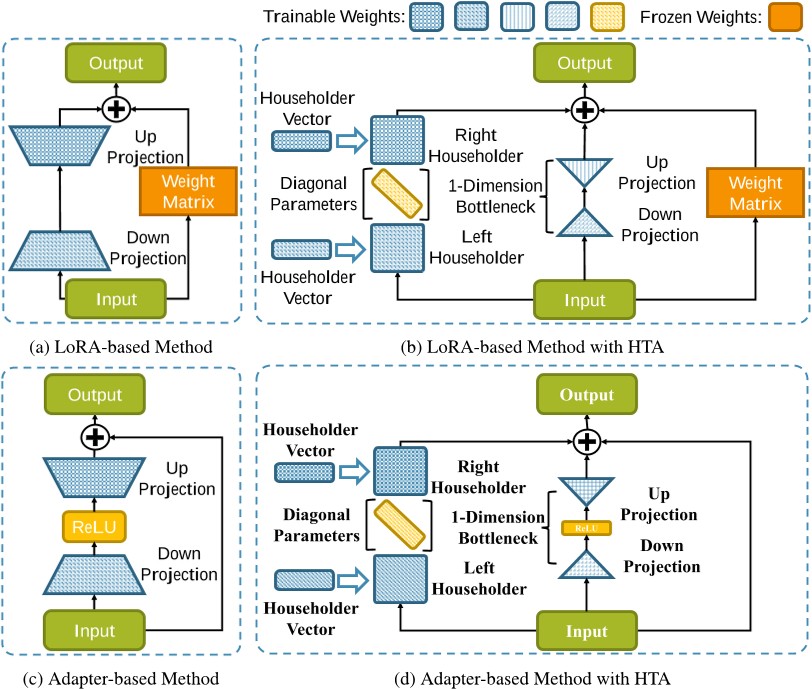 Trainable Weights:
Frozen Weights:
Output
Up
Projection
Weight
Matrix
Down
Projection
Input
(a) LoRA-based Method
Output
Householder
Vector
Right
Householder
Diagonal
Parameters
1-Dimension
Bottleneck
Up
Projection
Down
Projection
Weight
Matrix
Left
Householder
Householder
Vector
Input
(b) LoRA-based Method with HTA
Output
Up
Projection
ReLU
Down
Projection
Input
(c) Adapter-based Method
Output
Householder
Vector
Right
Householder
Diagonal
Parameters
1-Dimension
Bottleneck
Up
Projection
ReLU
Down
Projection
Left
Householder
Householder
Vector
Input
(d) Adapter-based Method with HTA